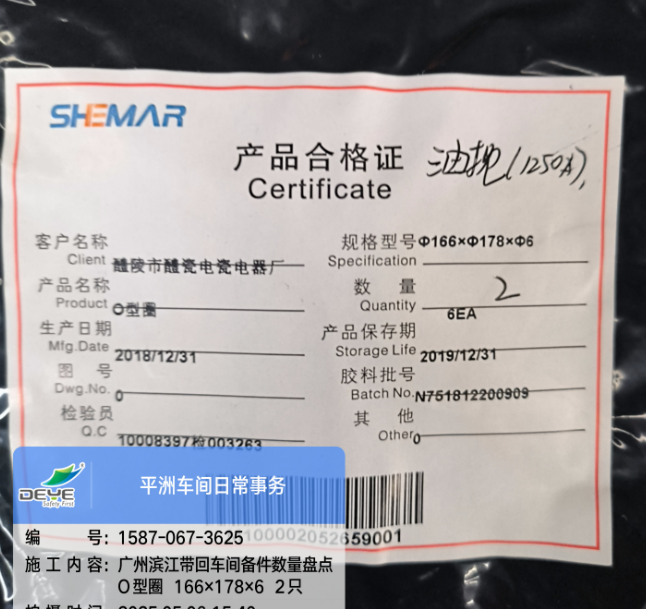 SHEMAR
产品合格证
Certificate
油枕(1250A)
客户名称
Client 醴陵市醴瓷电瓷电器厂
规格型号 Φ166×Φ178×Φ6
Specification
产品名称
Product O型圈
数量 2
Quantity 6EA
生产日期
Mfg.Date 2018/12/31
产品保存期
Storage Life 2019/12/31
图号
Dwg.No. 0
胶料批号
Batch No. N751812200909
检验员
Q.C 10008397检003263
其他
Other 0
100002052659001
DEYE
Safety First
平洲车间日常事务
编号：1587-067-3625
施工内容：广州滨江带回车间备件数量盘点
O型圈 166×178×6 2只